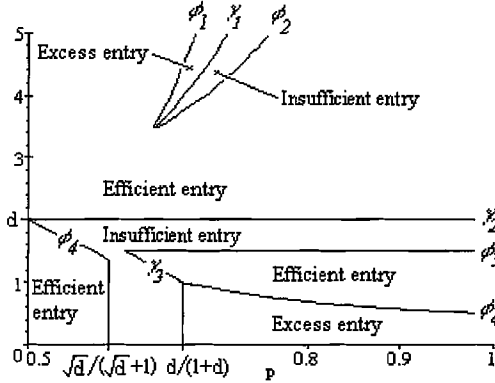 ϕ1 γ1 ϕ2
5
Excess entry
4
Insufficient entry
3
Efficient entry
d
γ2
ϕ4
Insufficient entry
ϕ3
γ3
Efficient entry
1
Efficient
entry
ϕ4
Excess entry
0 0.5 √d/(√d+1) d/(1+d) p 0.8 0.9 1